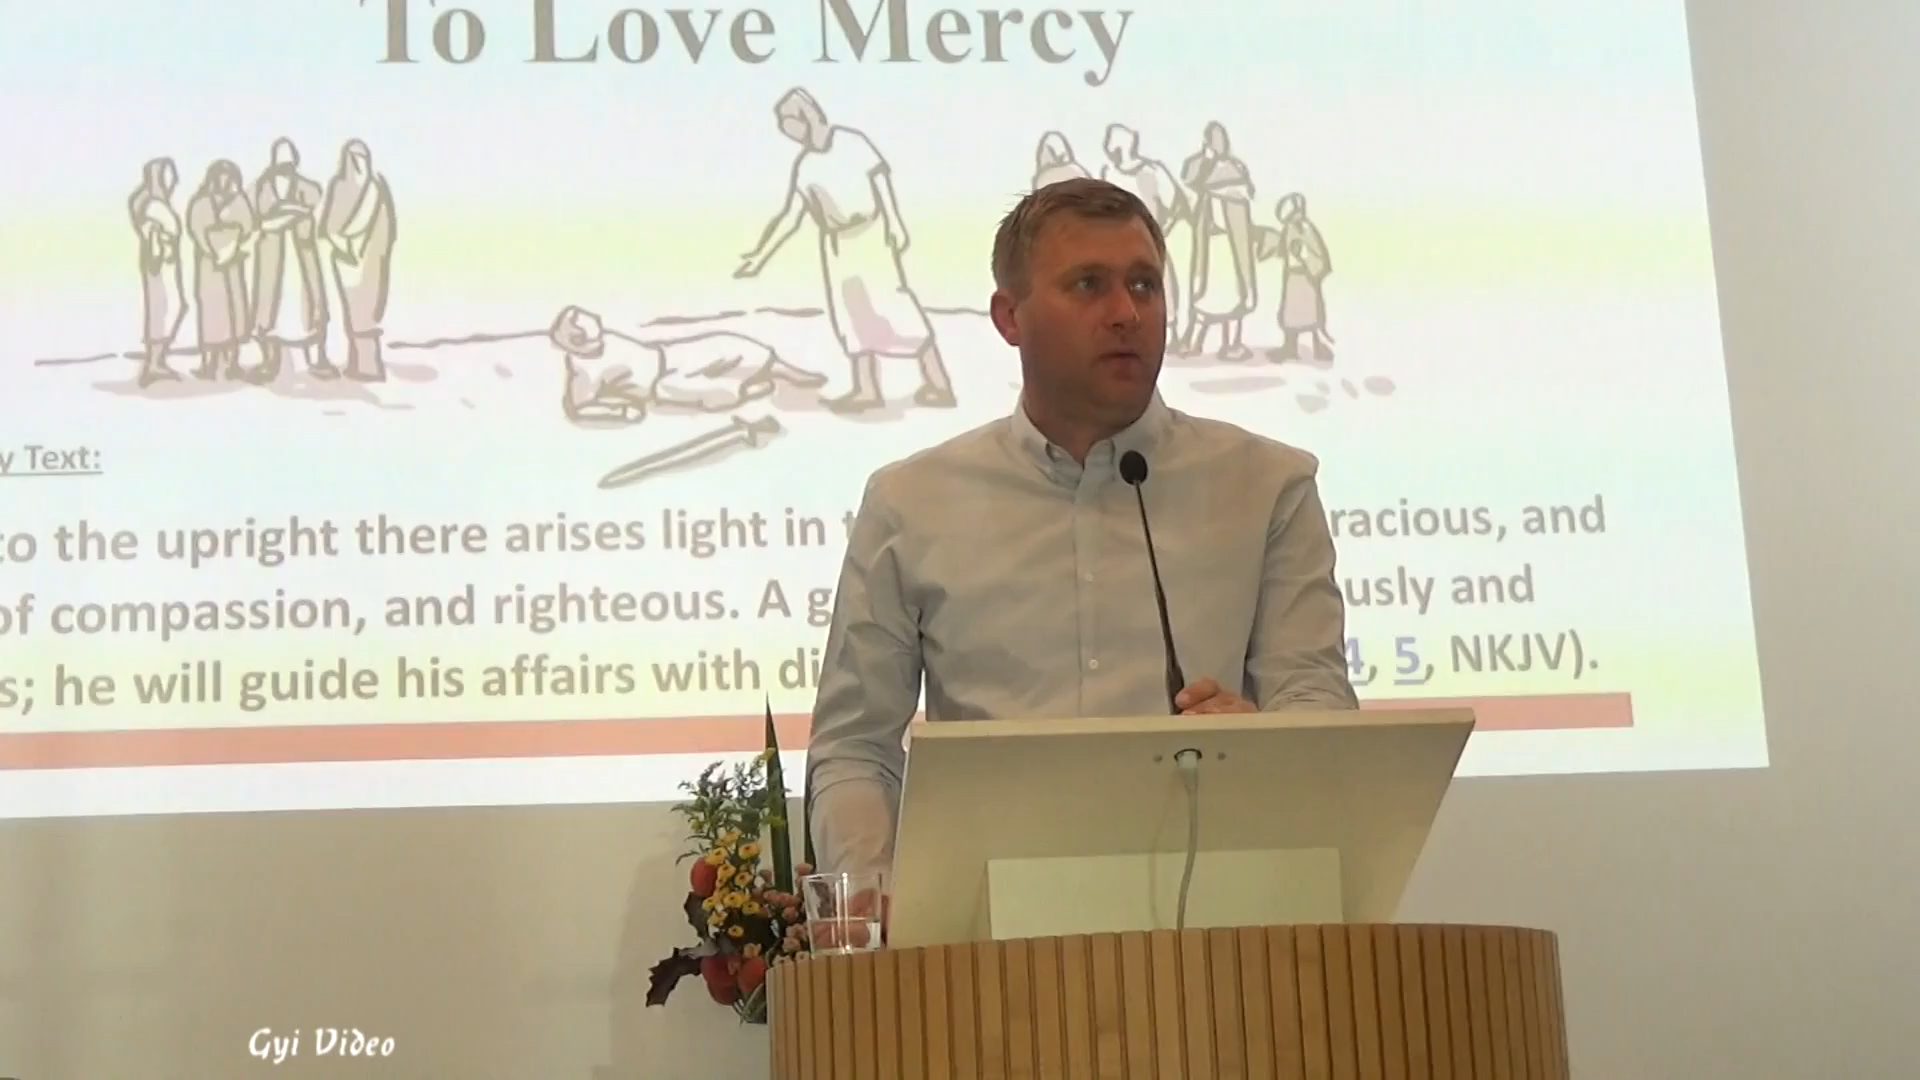 To Love Mercy
y Text:
to the upright there arises light in racious, and
of compassion, and righteous. A g usly and
s; he will guide his affairs with di 4, 5, NKJV).
Gyi Video